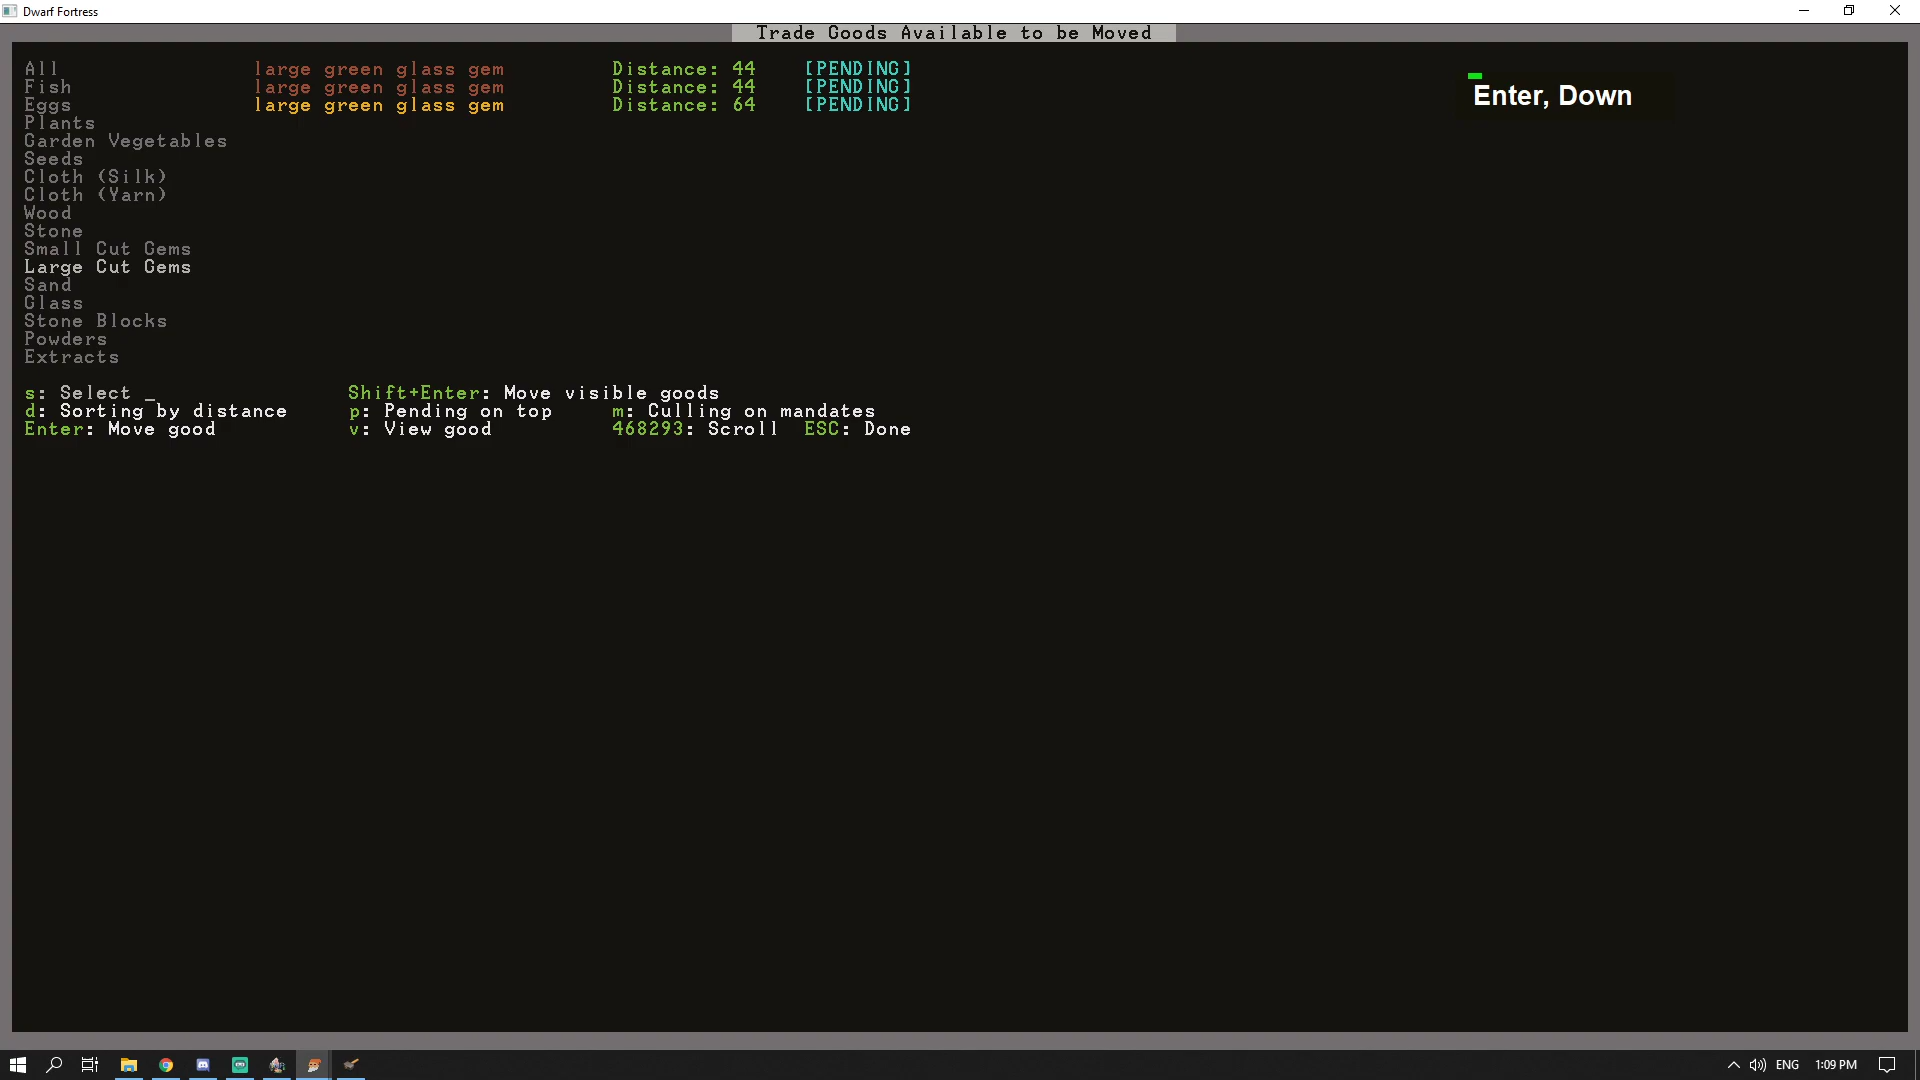 Dwarf Fortress
Trade Goods Available to be Moved
All large green glass gem Distance: 44 [PENDING]
Fish large green glass gem Distance: 44 [PENDING]
Eggs large green glass gem Distance: 64 [PENDING]
Enter, Down
Plants
Garden Vegetables
Seeds
Cloth (Silk)
Cloth (Yarn)
Wood
Stone
Small Cut Gems
Large Cut Gems
Sand
Glass
Stone Blocks
Powders
Extracts
s: Select _ Shift+Enter: Move visible goods
d: Sorting by distance p: Pending on top m: Culling on mandates
Enter: Move good v: View good 468293: Scroll ESC: Done
ENG 1:09 PM